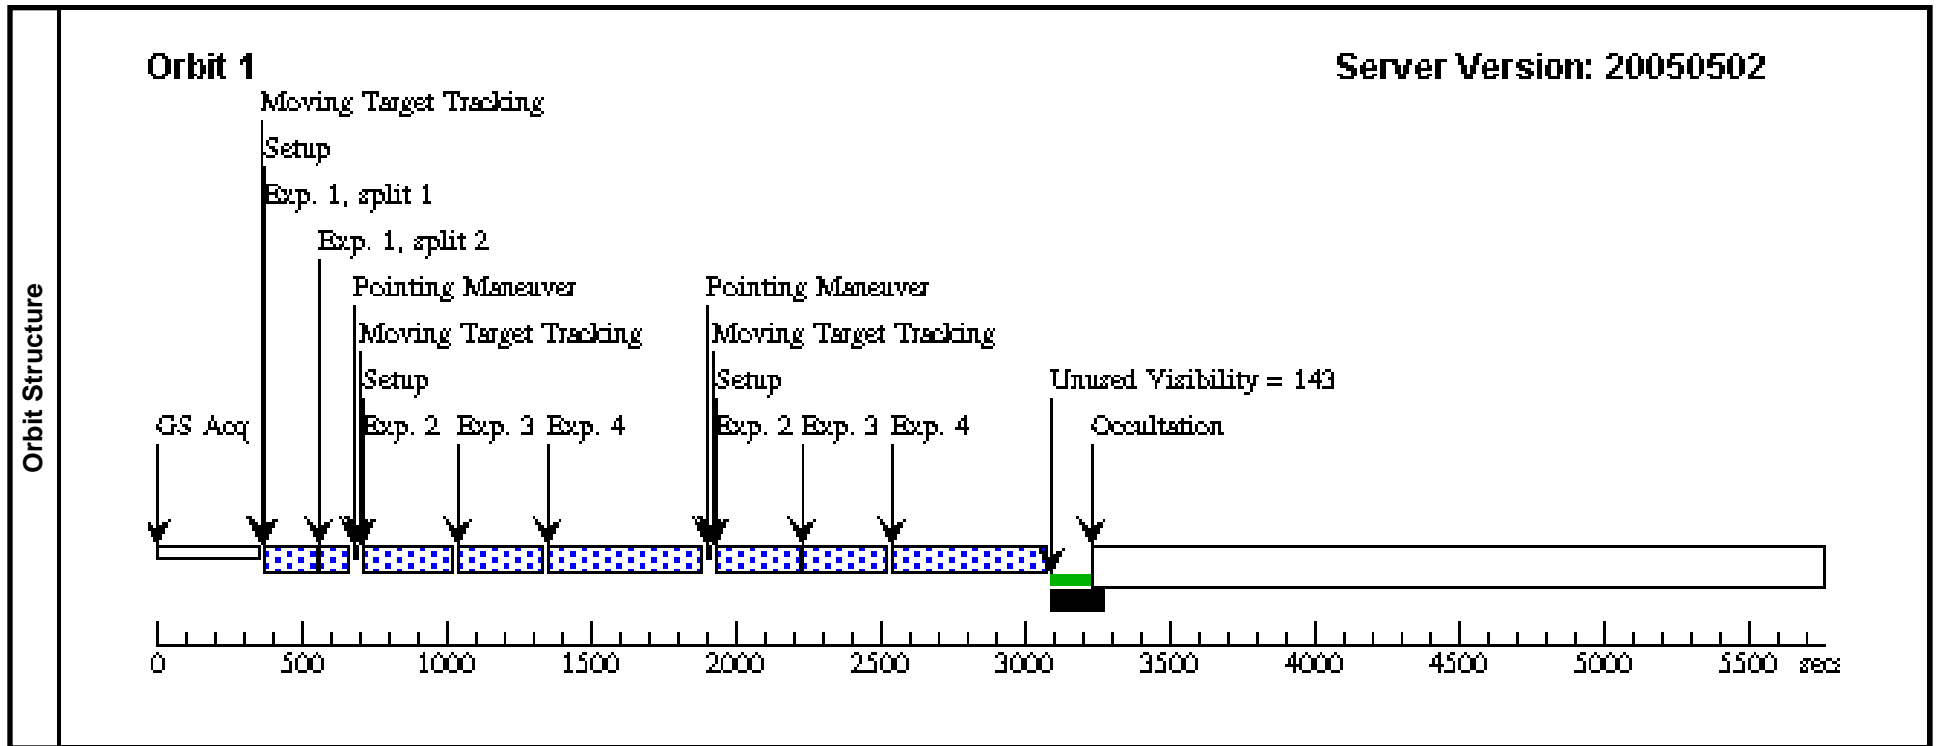 Orbit Structure
Orbit 1
Server Version: 20050502
Moving Target Tracking
Setup
Exp. 1, split 1
Exp. 1, split 2
Pointing Maneuver
Pointing Maneuver
Moving Target Tracking
Moving Target Tracking
Setup
Setup
Unused Visibility = 143
GS Acq
Exp. 2
Exp. 3
Exp. 4
Exp. 2
Exp. 3
Exp. 4
Occultation
0
500
1000
1500
2000
2500
3000
3500
4000
4500
5000
5500
secs